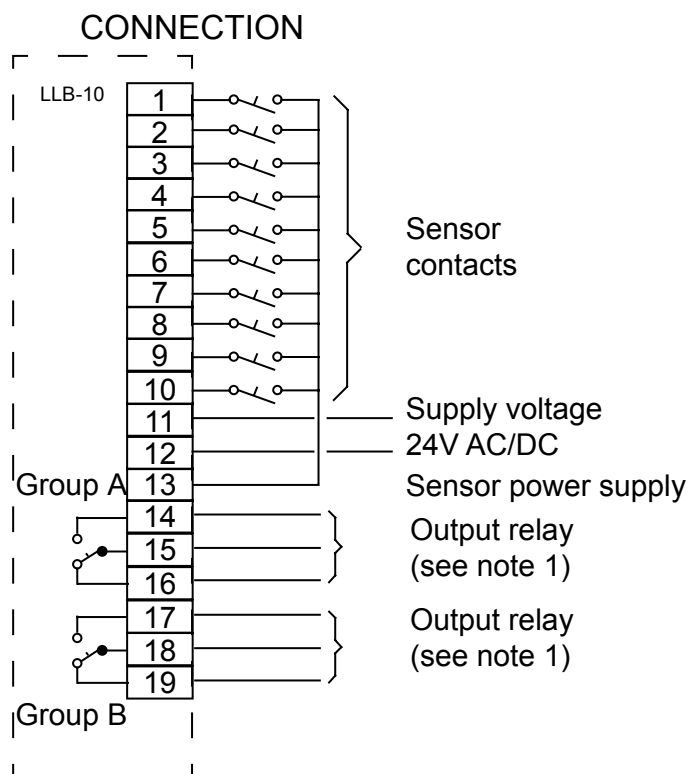 CONNECTION
LLB-10
1
2
3
4
5
6
7
8
9
10
11
12
13
14
15
16
17
18
19
Sensor
contacts
Supply voltage
24V AC/DC
Group A
Sensor power supply
Output relay
(see note 1)
Output relay
(see note 1)
Group B